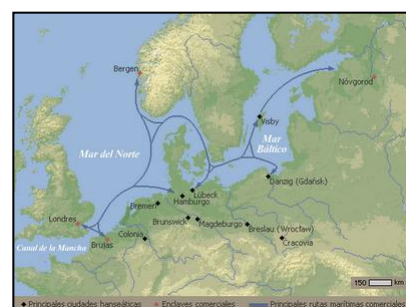 Bergen
Nóvgorod
Visby
Mar del Norte
Mar
Báltico
Danzig (Gdańsk)
Lübeck
Hamburgo
Bremen
Londres
Brunswick
Magdeburgo
Breslau (Wrocław)
Colonia
Cracovia
Canal de la Mancha
Brujas
150 km
Principales ciudades hanseáticas
Enclaves comerciales
Principales rutas marítimas comerciales